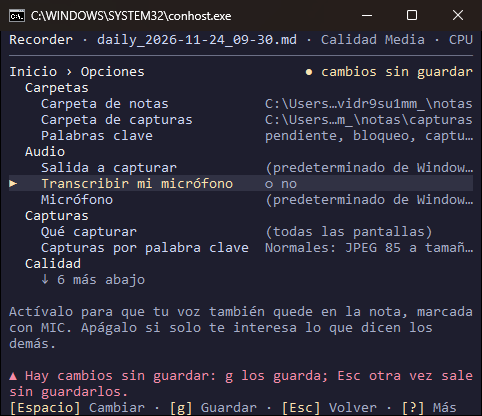 C:\WINDOWS\SYSTEM32\conhost.exe
Recorder · daily_2026-11-24_09-30.md · Calidad Media · CPU
Inicio › Opciones ● cambios sin guardar
Carpetas
Carpeta de notas C:\Users…vidr9su1mm_\notas
Carpeta de capturas C:\Users…m_\notas\capturas
Palabras clave pendiente, bloqueo, captu…
Audio
Salida a capturar (predeterminado de Window…
► Transcribir mi micrófono o no
Micrófono (predeterminado de Window…
Capturas
Qué capturar (todas las pantallas)
Capturas por palabra clave Normales: JPEG 85 a tamañ…
Calidad
↓ 6 más abajo
Actívalo para que tu voz también quede en la nota, marcada
con MIC. Apágalo si solo te interesa lo que dicen los
demás.
▲ Hay cambios sin guardar: g los guarda; Esc otra vez sale
sin guardarlos.
[Espacio] Cambiar · [g] Guardar · [Esc] Volver · [?] Más